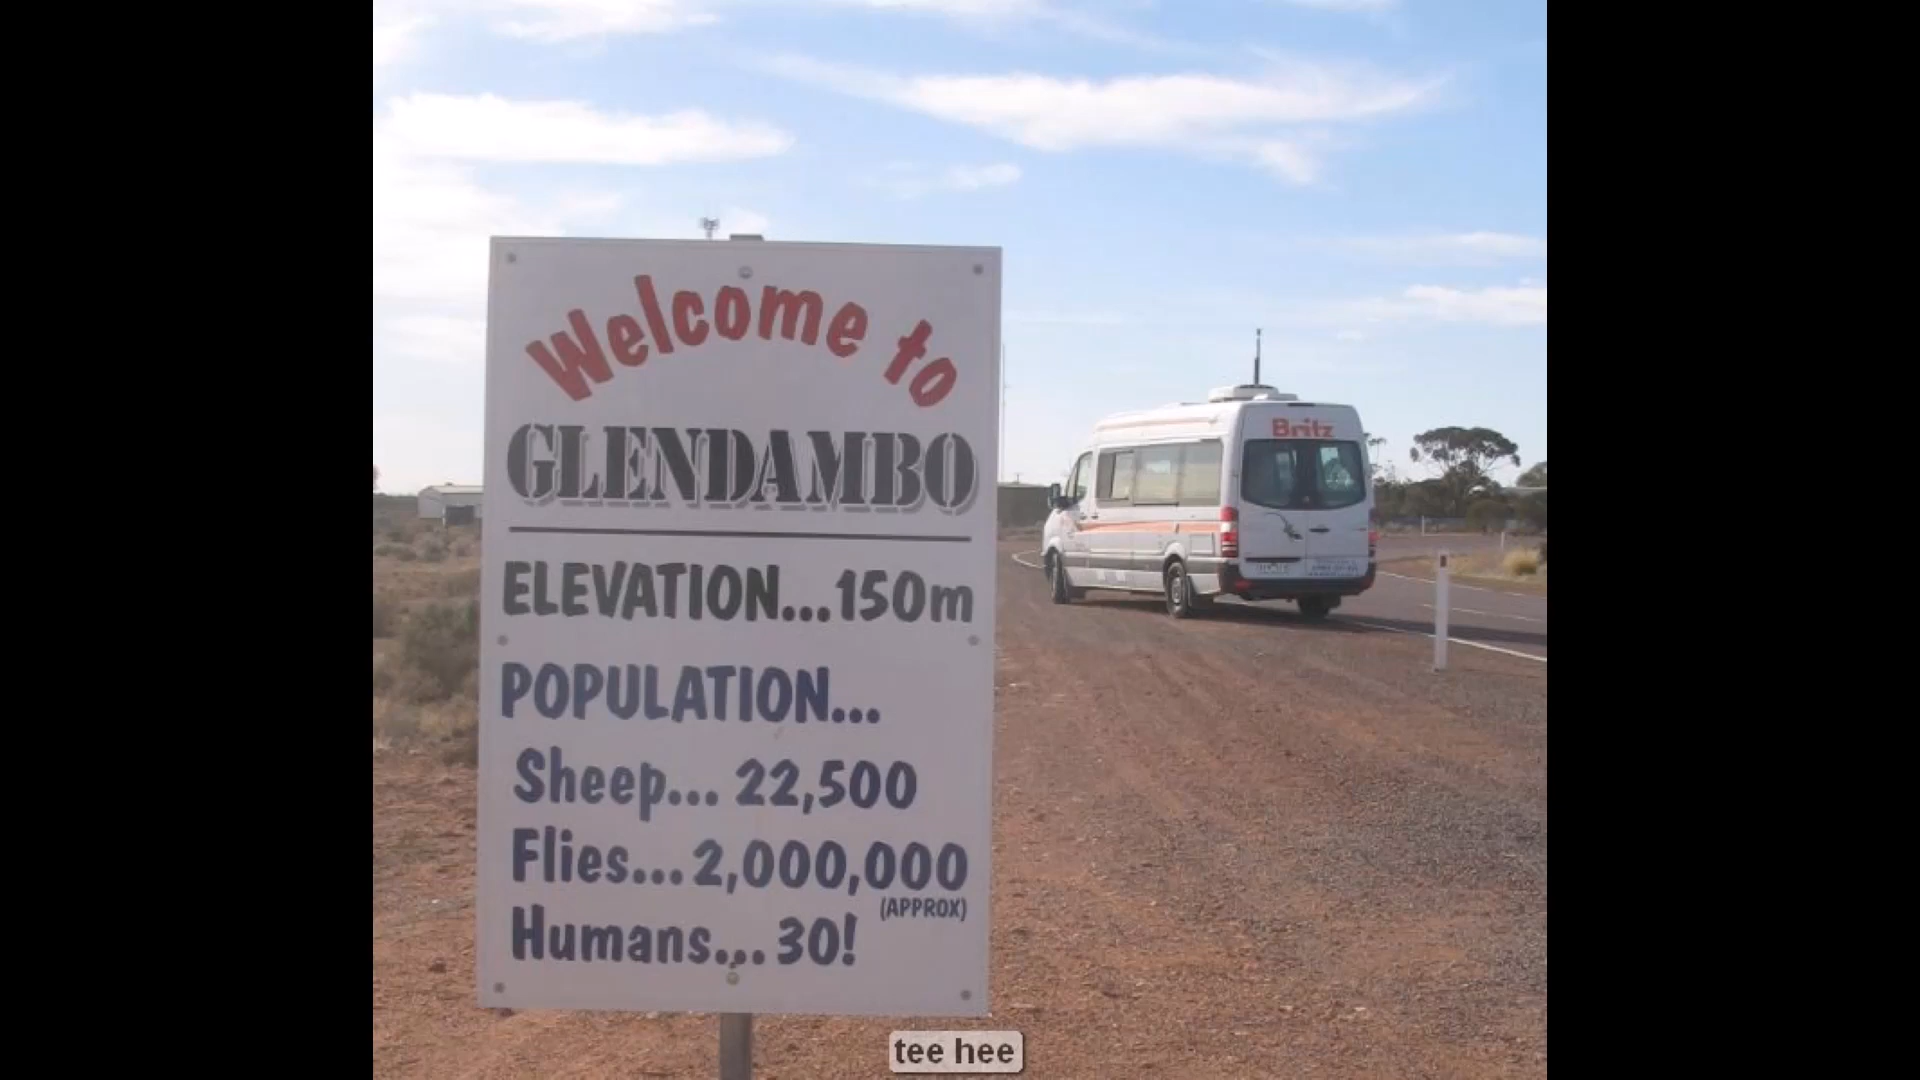 Welcome to
GLENDAMBO
ELEVATION...150m
POPULATION...
Sheep... 22,500
Flies...2,000,000
(APPROX)
Humans... 30!
Britz
tee hee